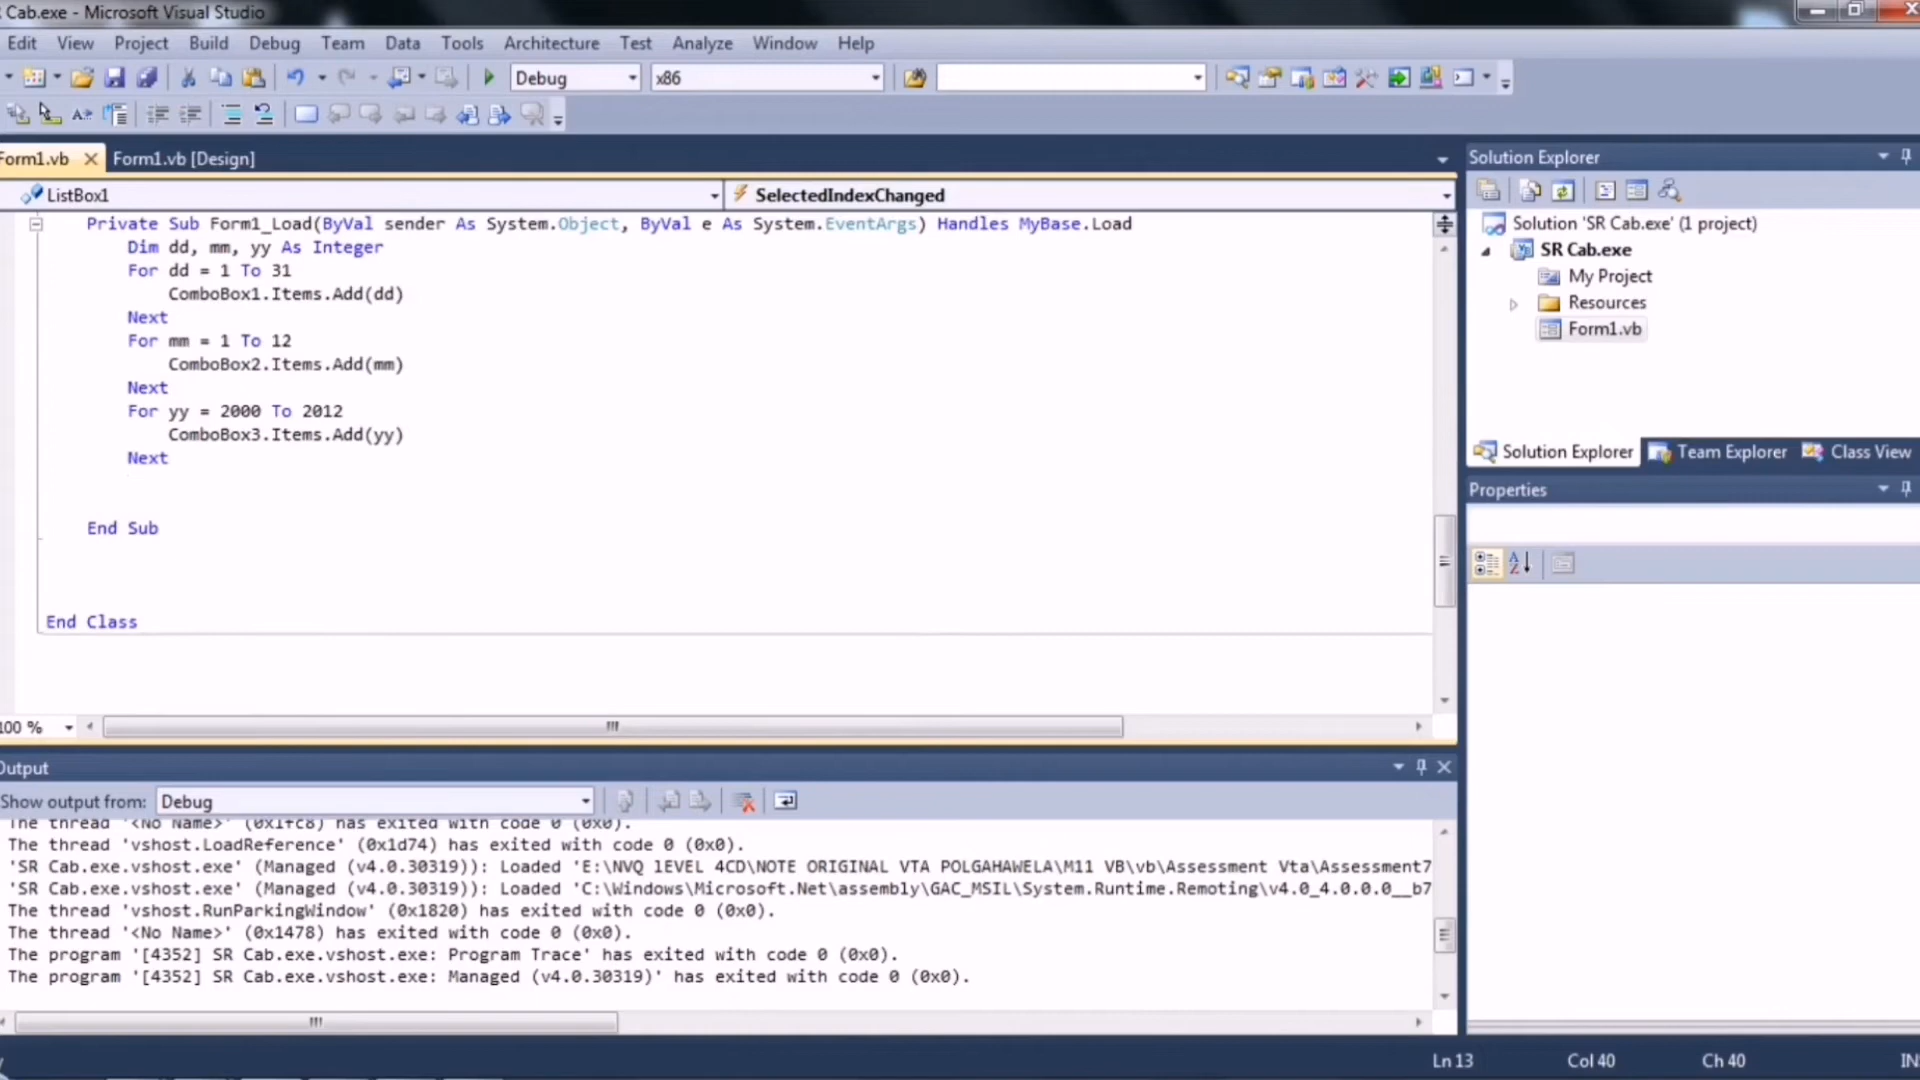 Cab.exe - Microsoft Visual Studio
Edit View Project Build Debug Team Data Tools Architecture Test Analyze Window Help
Debug x86
Form1.vb Form1.vb [Design]
ListBox1 SelectedIndexChanged
Private Sub Form1_Load(ByVal sender As System.Object, ByVal e As System.EventArgs) Handles MyBase.Load
Dim dd, mm, yy As Integer
For dd = 1 To 31
ComboBox1.Items.Add(dd)
Next
For mm = 1 To 12
ComboBox2.Items.Add(mm)
Next
For yy = 2000 To 2012
ComboBox3.Items.Add(yy)
Next
End Sub
End Class
100 %
Output
Show output from: Debug
The thread '<No Name>' (0x1fc8) has exited with code 0 (0x0).
The thread 'vshost.LoadReference' (0x1d74) has exited with code 0 (0x0).
'SR Cab.exe.vshost.exe' (Managed (v4.0.30319)): Loaded 'E:\NVQ lEVEL 4CD\NOTE ORIGINAL VTA POLGAHAWELA\M11 VB\vb\Assessment Vta\Assessment7
'SR Cab.exe.vshost.exe' (Managed (v4.0.30319)): Loaded 'C:\Windows\Microsoft.Net\assembly\GAC_MSIL\System.Runtime.Remoting\v4.0_4.0.0.0__b7
The thread 'vshost.RunParkingWindow' (0x1820) has exited with code 0 (0x0).
The thread '<No Name>' (0x1478) has exited with code 0 (0x0).
The program '[4352] SR Cab.exe.vshost.exe: Program Trace' has exited with code 0 (0x0).
The program '[4352] SR Cab.exe.vshost.exe: Managed (v4.0.30319)' has exited with code 0 (0x0).
Solution Explorer
Solution 'SR Cab.exe' (1 project)
SR Cab.exe
My Project
Resources
Form1.vb
Solution Explorer Team Explorer Class View
Properties
Ln 13 Col 40 Ch 40 IN